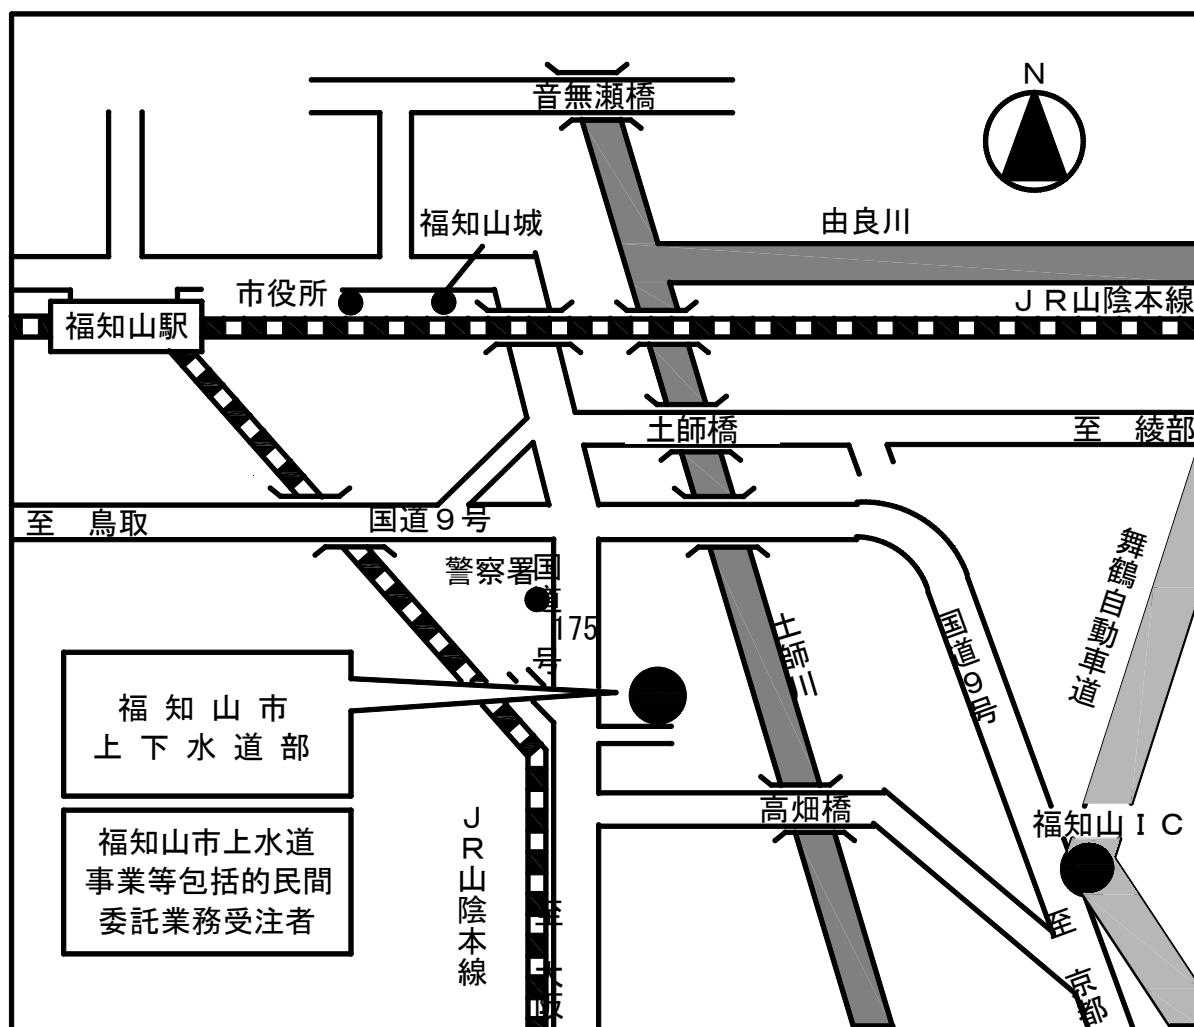 音無瀬橋
N
福知山城
由良川
市役所
ＪＲ山陰本線
福知山駅
土師橋
至　綾部
至　鳥取
国道９号
舞鶴自動車道
警察署
国道175号
土師川
国道９号
福知山市
上下水道部
高畑橋
福知山ＩＣ
福知山市上水道
事業等包括的民間
委託業務受注者
ＪＲ山陰本線
至　大阪
至　京都